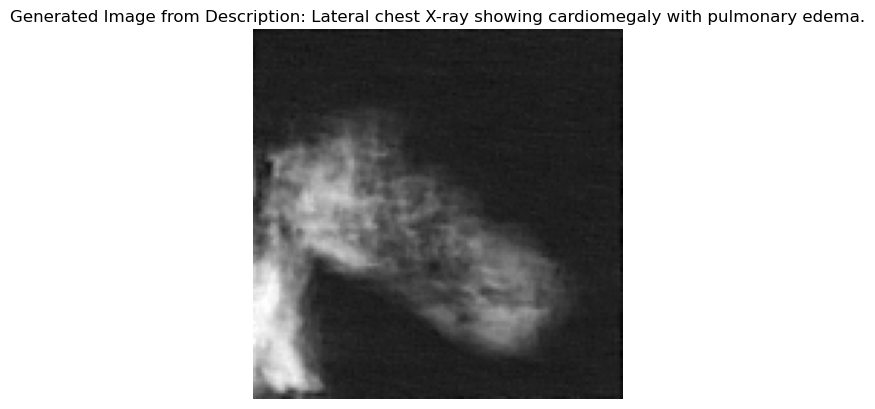 Generated Image from Description: Lateral chest X-ray showing cardiomegaly with pulmonary edema.